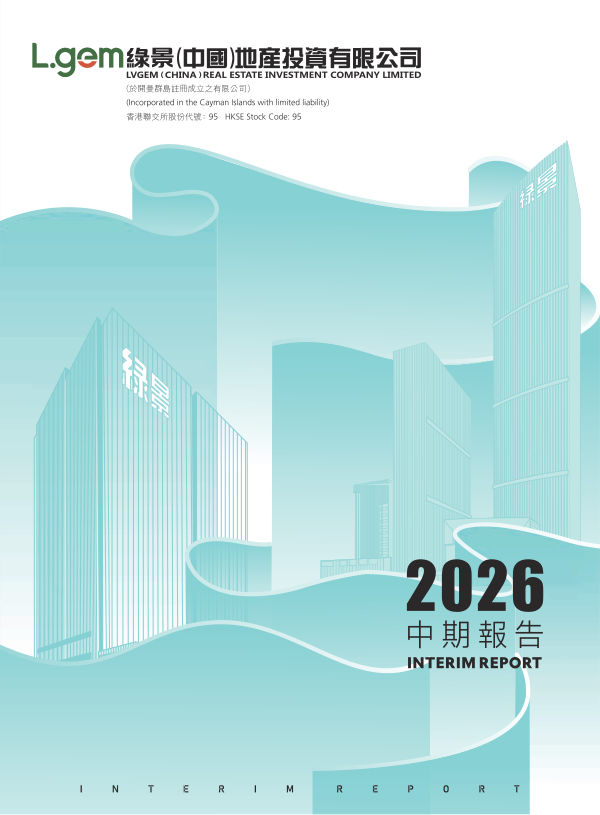 L.gem 綠景(中國)地產投資有限公司
LVGEM (CHINA) REAL ESTATE INVESTMENT COMPANY LIMITED
(於開曼群島註冊成立之有限公司)
(Incorporated in the Cayman Islands with limited liability)
香港聯交所股份代號: 95 HKSE Stock Code: 95
綠景
綠景
2026
中期報告
INTERIM REPORT
INTERIM REPORT